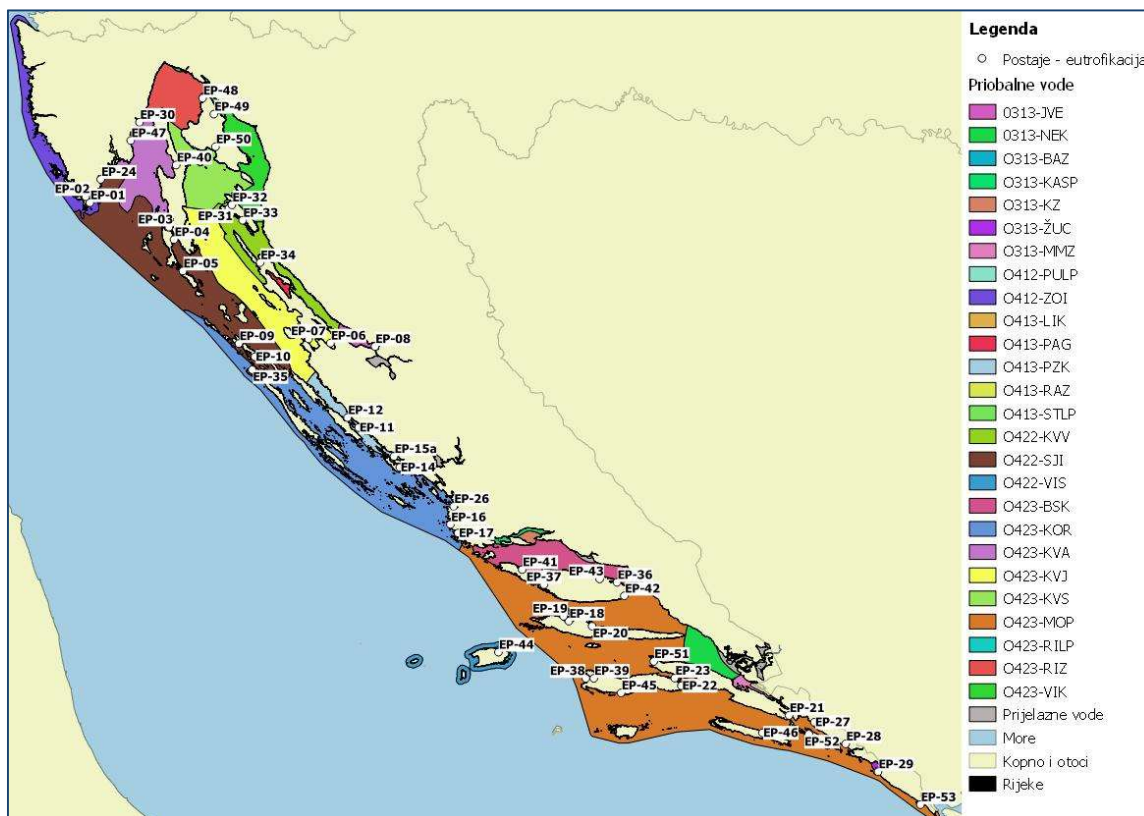 Legenda
Postaje - eutrofikacija
Priobalne vode
0313-JVE
0313-NEK
O313-BAZ
O313-KASP
O313-KZ
O313-ŽUC
O313-MMZ
O412-PULP
O412-ZOI
O413-LIK
O413-PAG
O413-PZK
O413-RAZ
O413-STLP
O422-KVV
O422-SJI
O422-VIS
O423-BSK
O423-KOR
O423-KVA
O423-KVJ
O423-KVS
O423-MOP
O423-RILP
O423-RIZ
O423-VIK
Prijelazne vode
More
Kopno i otoci
Rijeke
EP-48
EP-49
EP-30
EP-47
EP-50
EP-40
EP-24
EP-02
EP-01
EP-32
EP-31
EP-33
EP-03
EP-04
EP-34
EP-05
EP-07
EP-06
EP-08
EP-09
EP-10
EP-35
EP-12
EP-11
EP-15a
EP-14
EP-26
EP-16
EP-17
EP-41
EP-43
EP-36
EP-37
EP-42
EP-19
EP-18
EP-20
EP-44
EP-51
EP-38
EP-39
EP-23
EP-22
EP-45
EP-21
EP-27
EP-46
EP-52
EP-28
EP-29
EP-53